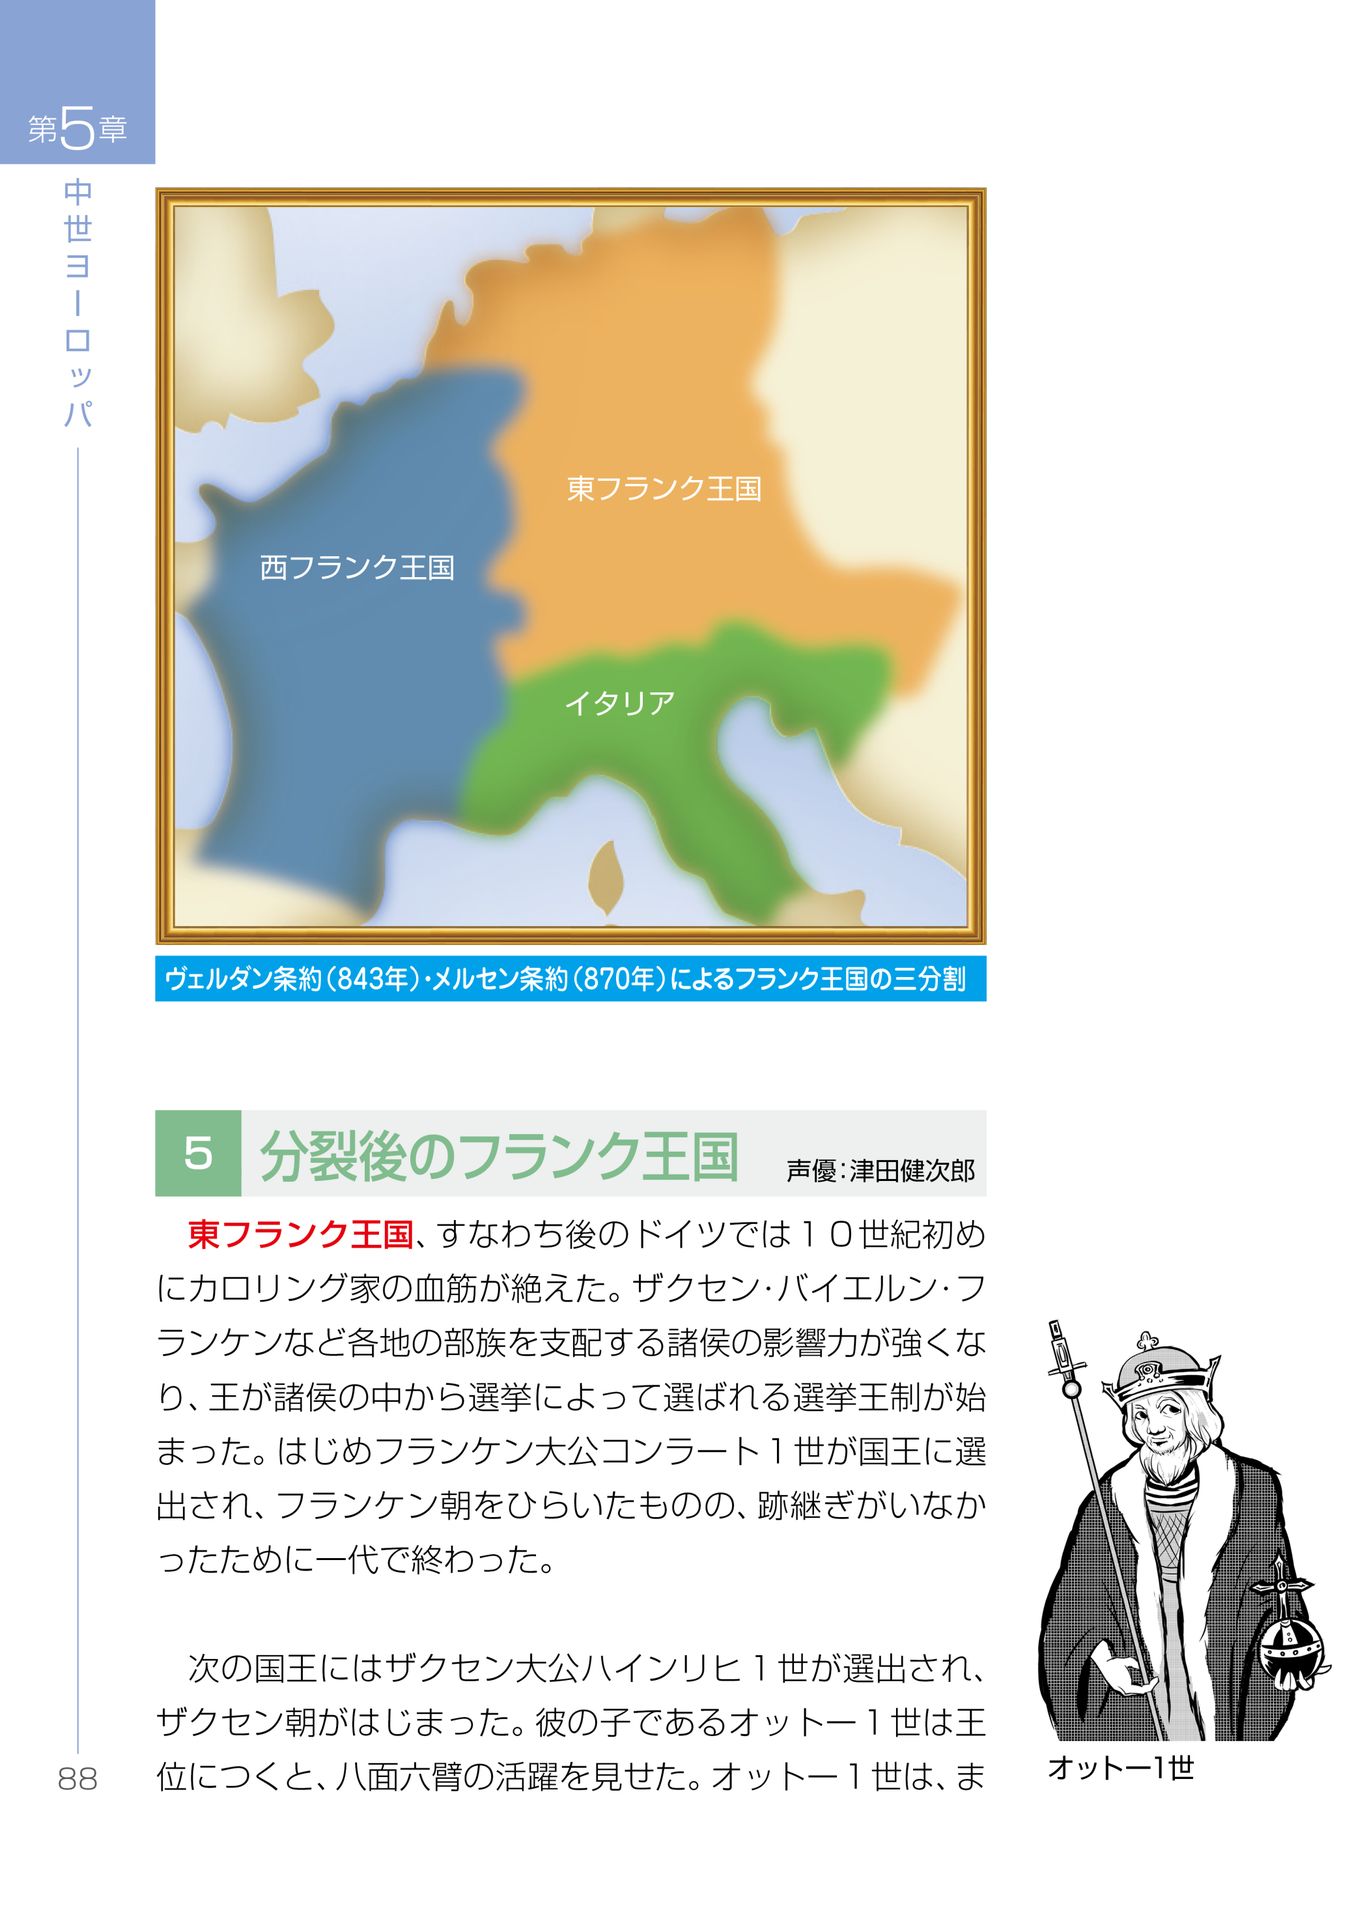 第5章
中世ヨーロッパ
東フランク王国
西フランク王国
イタリア
ヴェルダン条約（843年）・メルセン条約（870年）によるフランク王国の三分割
5 分裂後のフランク王国 声優：津田健次郎
東フランク王国、すなわち後のドイツでは１０世紀初め
にカロリング家の血筋が絶えた。ザクセン・バイエルン・フ
ランケンなど各地の部族を支配する諸侯の影響力が強くな
り、王が諸侯の中から選挙によって選ばれる選挙王制が始
まった。はじめフランケン大公コンラート１世が国王に選
出され、フランケン朝をひらいたものの、跡継ぎがいなか
ったために一代で終わった。
次の国王にはザクセン大公ハインリヒ１世が選出され、
ザクセン朝がはじまった。彼の子であるオットー１世は王
位につくと、八面六臂の活躍を見せた。オットー１世は、ま
オットー1世
88